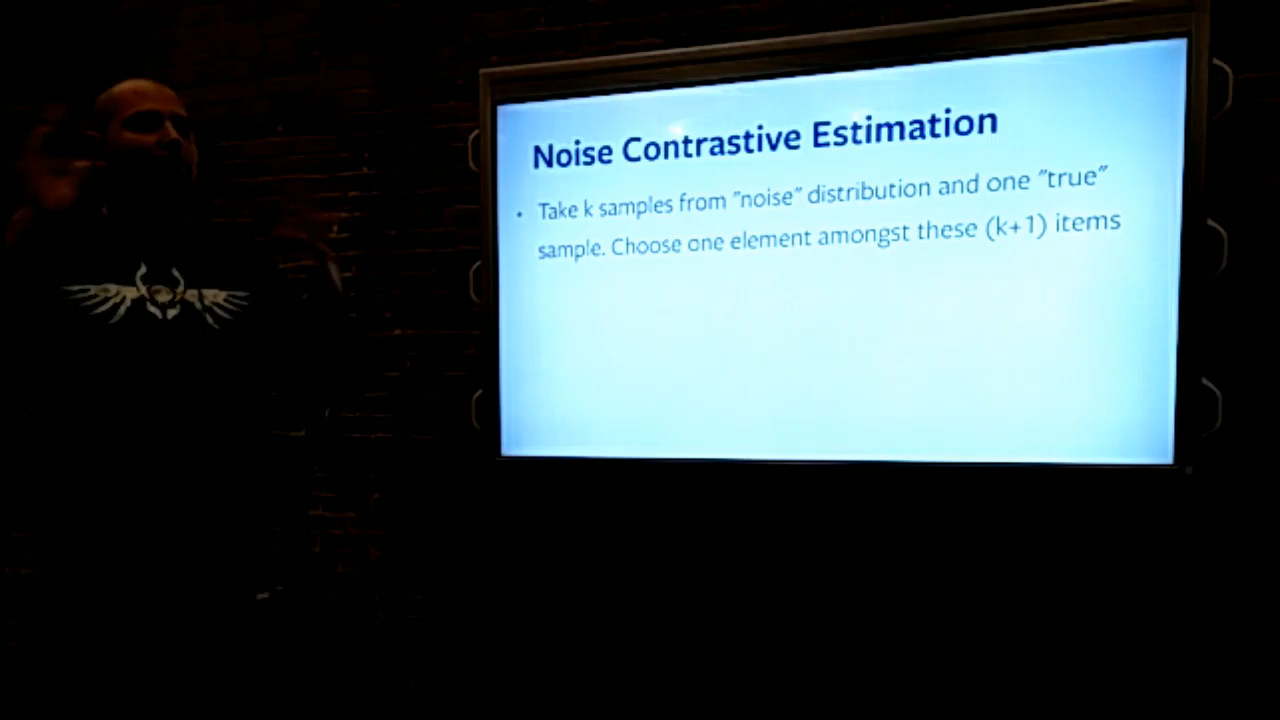 Noise Contrastive Estimation
• Take k samples from "noise" distribution and one "true"
sample. Choose one element amongst these (k+1) items